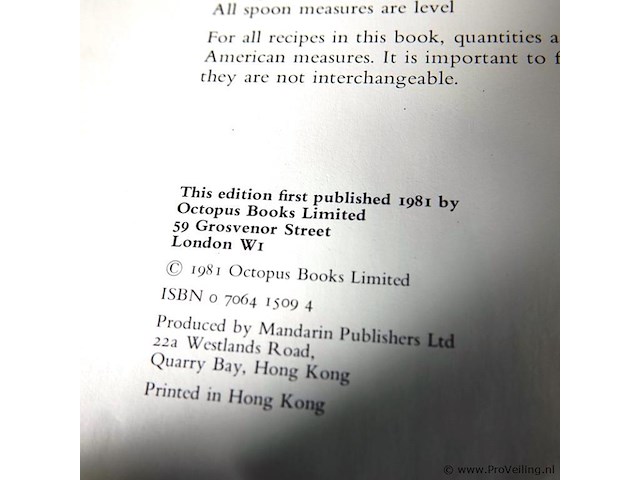 All spoon measures are level
For all recipes in this book, quantities a
American measures. It is important to f
they are not interchangeable.
This edition first published 1981 by
Octopus Books Limited
59 Grosvenor Street
London W1
© 1981 Octopus Books Limited
ISBN 0 7064 1509 4
Produced by Mandarin Publishers Ltd
22a Westlands Road,
Quarry Bay, Hong Kong
Printed in Hong Kong
© www.ProVeiling.nl